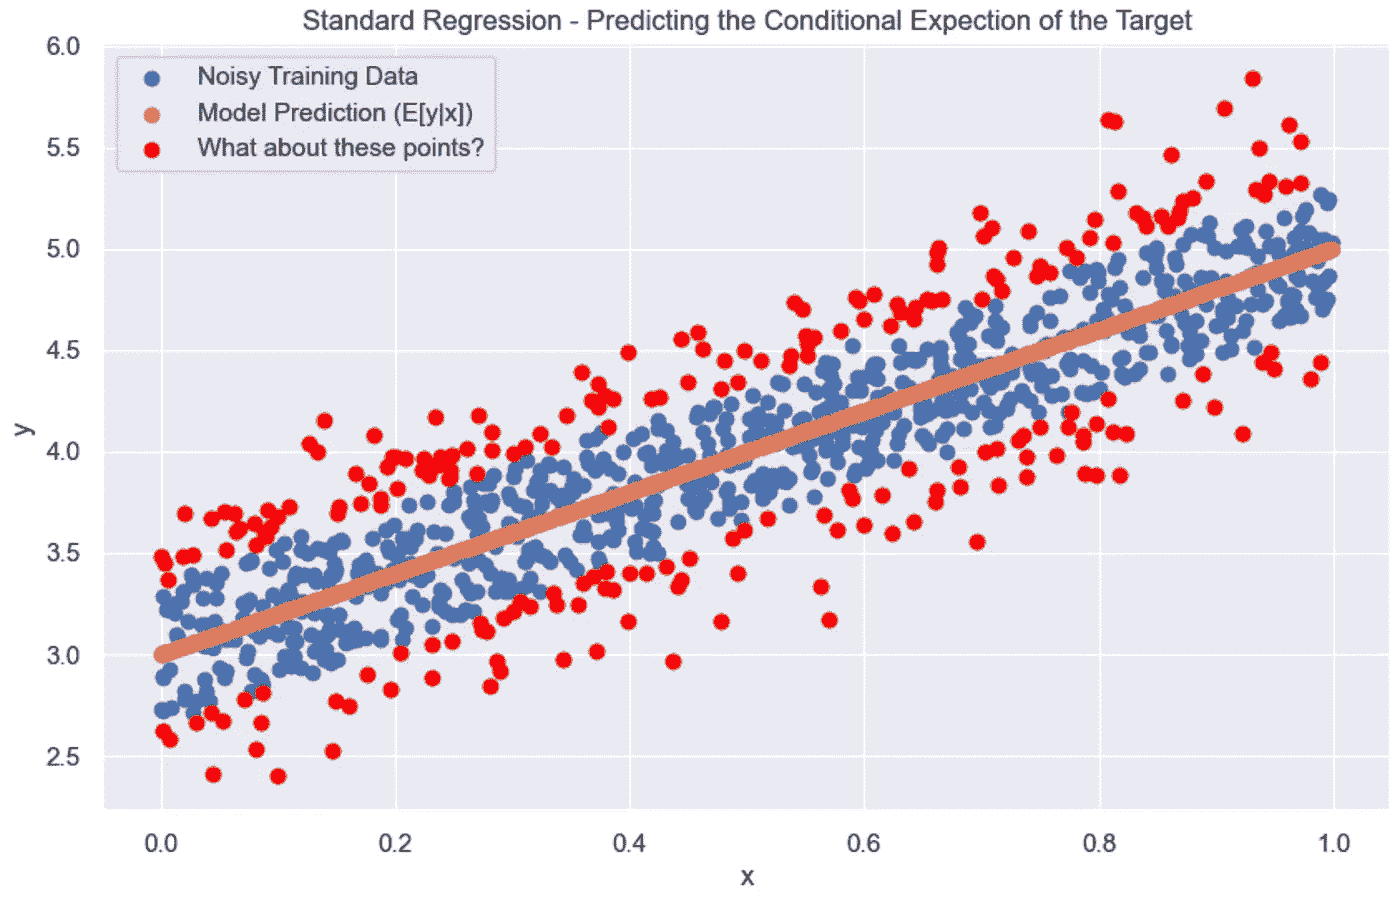 Standard Regression - Predicting the Conditional Expection of the Target
6.0
5.5
5.0
4.5
4.0
3.5
3.0
2.5
y
Noisy Training Data
Model Prediction (E[y|x])
What about these points?
0.0 0.2 0.4 0.6 0.8 1.0
x